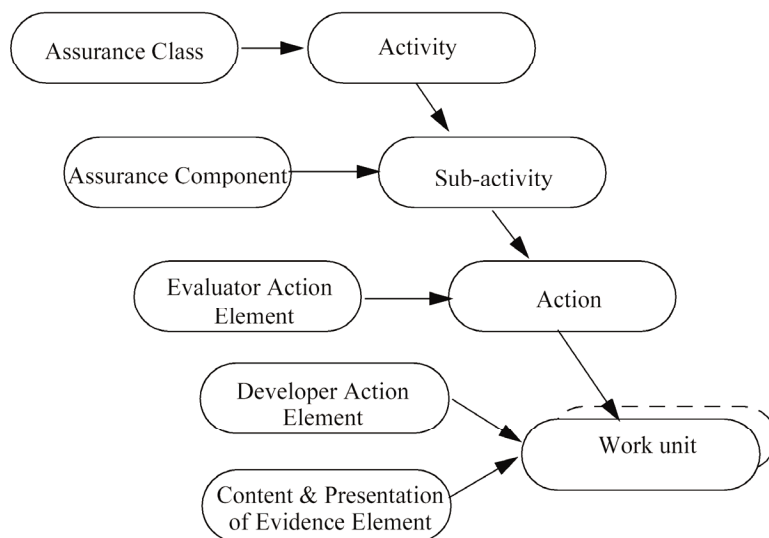 Assurance Class
Activity
Assurance Component
Sub-activity
Evaluator Action
Element
Action
Developer Action
Element
Work unit
Content & Presentation
of Evidence Element